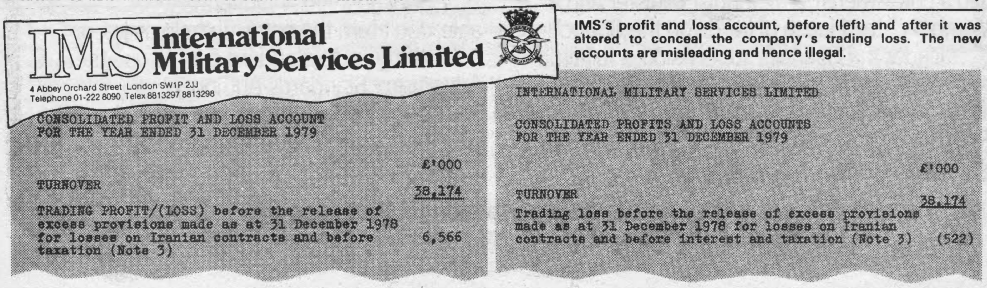 IMS International
Military Services Limited
4 Abbey Orchard Street London SW1P 2JJ
Telephone 01-222 8090 Telex 8813297 8813298
IMS's profit and loss account, before (left) and after it was
altered to conceal the company's trading loss. The new
accounts are misleading and hence illegal.
CONSOLIDATED PROFIT AND LOSS ACCOUNT
FOR THE YEAR ENDED 31 DECEMBER 1979
£'000
TURNOVER 38,174
TRADING PROFIT/(LOSS) before the release of
excess provisions made as at 31 December 1978
for losses on Iranian contracts and before 6,566
taxation (Note 3)
INTERNATIONAL MILITARY SERVICES LIMITED
CONSOLIDATED PROFITS AND LOSS ACCOUNTS
FOR THE YEAR ENDED 31 DECEMBER 1979
£'000
TURNOVER 38,174
Trading loss before the release of excess provisions
made as at 31 December 1978 for losses on Iranian
contracts and before interest and taxation (Note 3) (522)